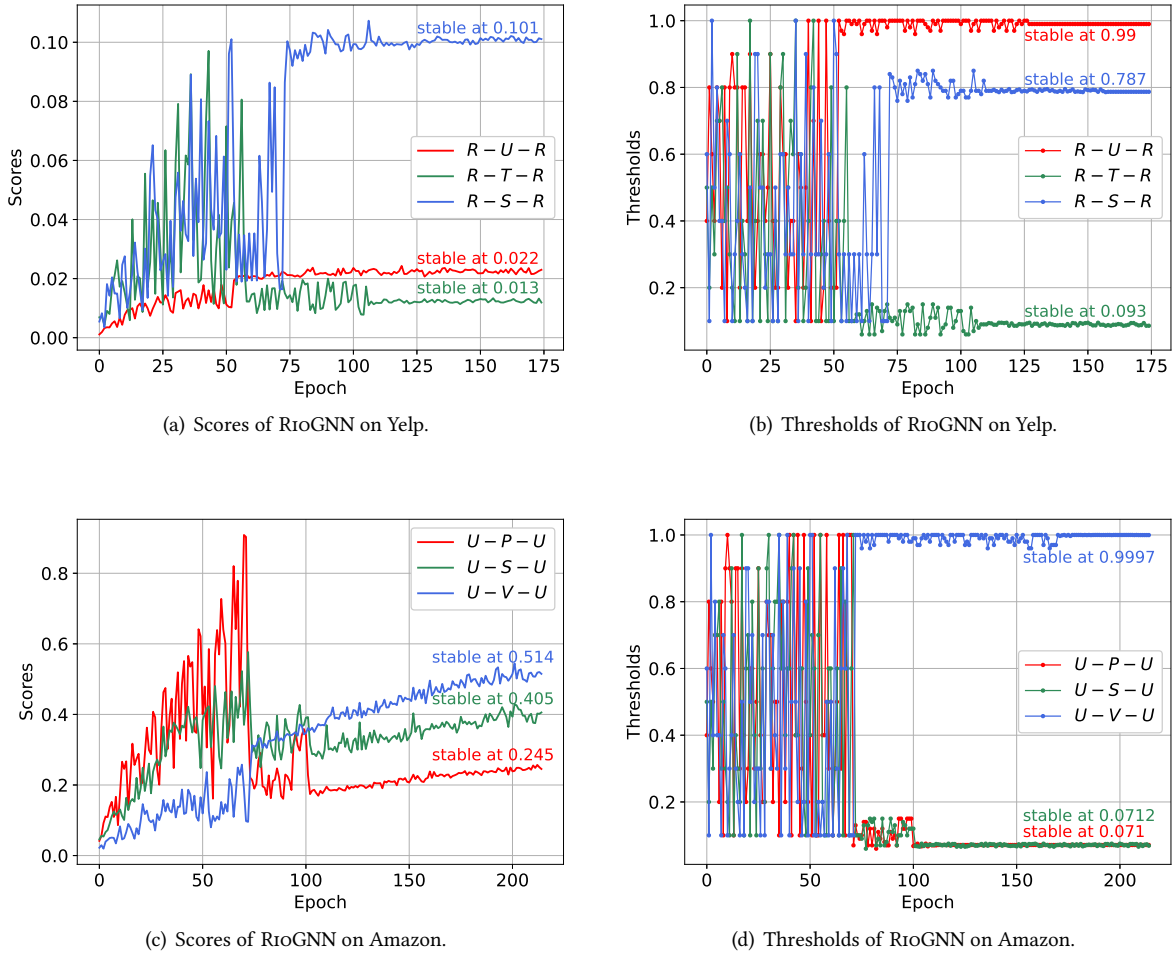 0.10
0.08
0.06
0.04
0.02
0.00
Scores
0
25
50
75
100
125
150
175
Epoch
stable at 0.101
stable at 0.022
stable at 0.013
R − U − R
R − T − R
R − S − R
(a) Scores of RioGNN on Yelp.
1.0
0.8
0.6
0.4
0.2
Thresholds
0
25
50
75
100
125
150
175
Epoch
stable at 0.99
stable at 0.787
stable at 0.093
R − U − R
R − T − R
R − S − R
(b) Thresholds of RioGNN on Yelp.
0.8
0.6
0.4
0.2
0.0
Scores
0
50
100
150
200
Epoch
U − P − U
U − S − U
U − V − U
stable at 0.514
stable at 0.405
stable at 0.245
(c) Scores of RioGNN on Amazon.
1.0
0.8
0.6
0.4
0.2
Thresholds
0
50
100
150
200
Epoch
stable at 0.9997
U − P − U
U − S − U
U − V − U
stable at 0.0712
stable at 0.071
(d) Thresholds of RioGNN on Amazon.